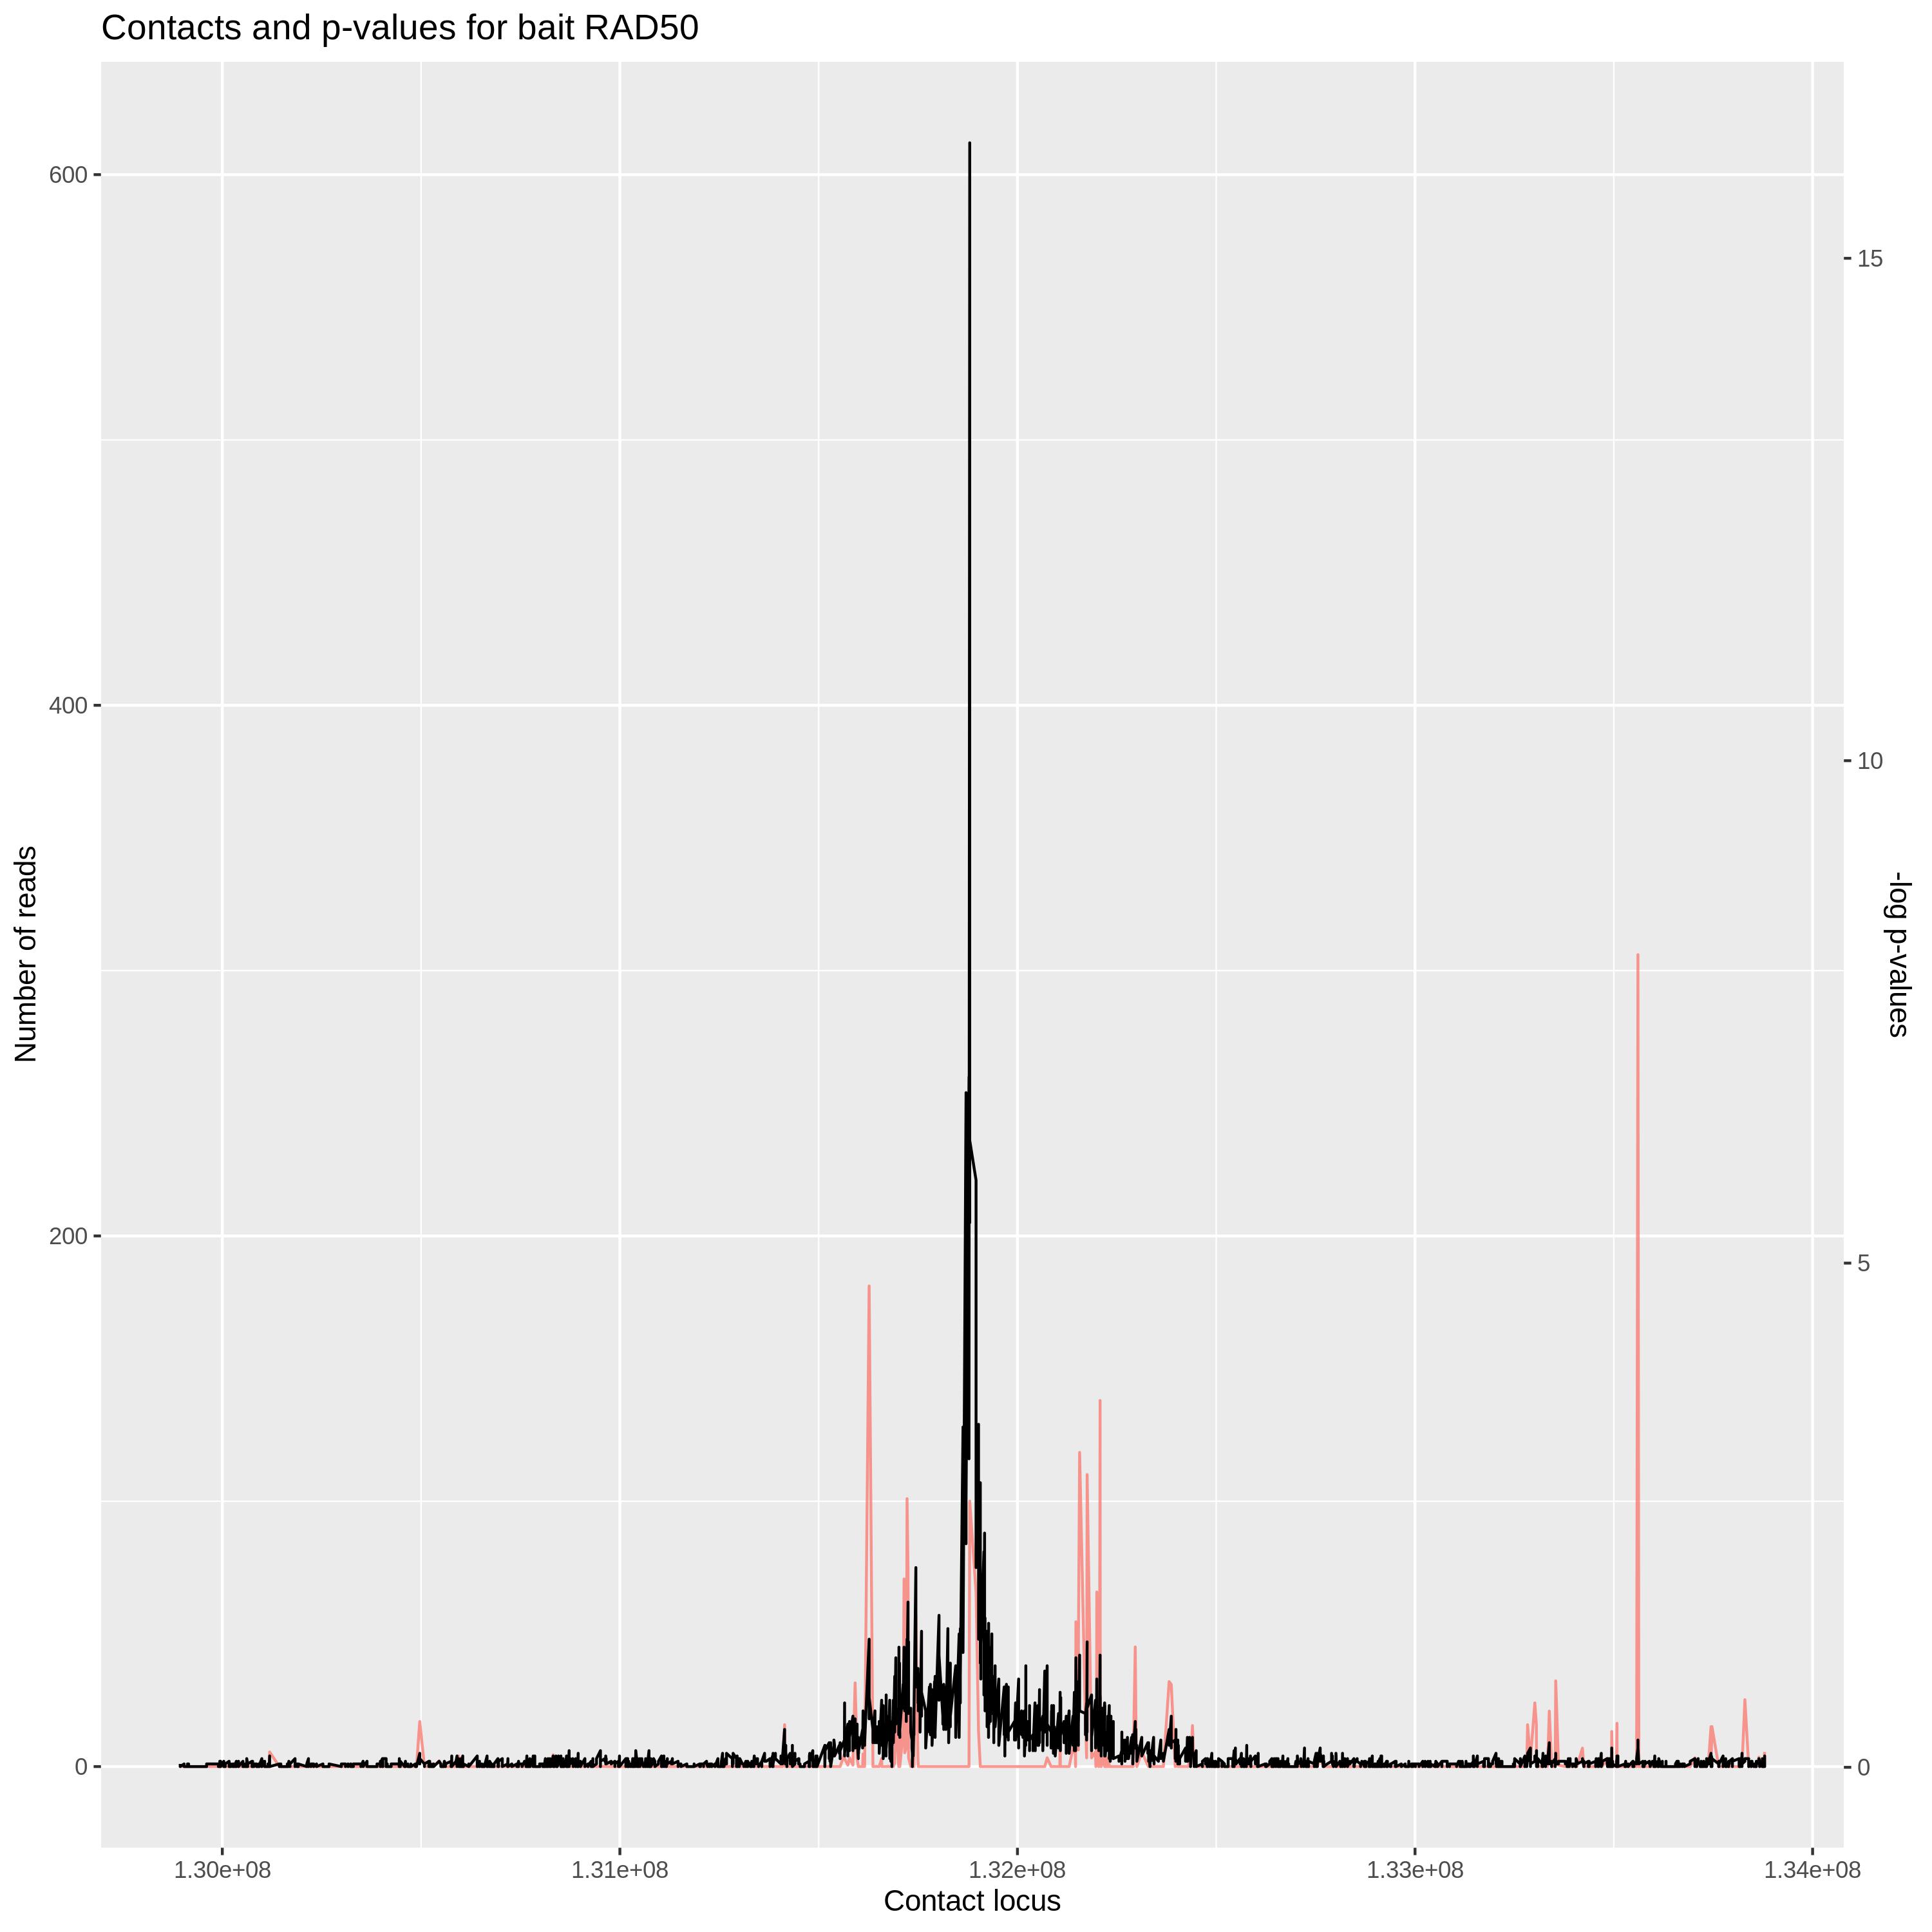 Contacts and p-values for bait RAD50
600
400
200
0
Number of reads
15
10
5
0
-log p-values
1.30e+08
1.31e+08
1.32e+08
1.33e+08
1.34e+08
Contact locus